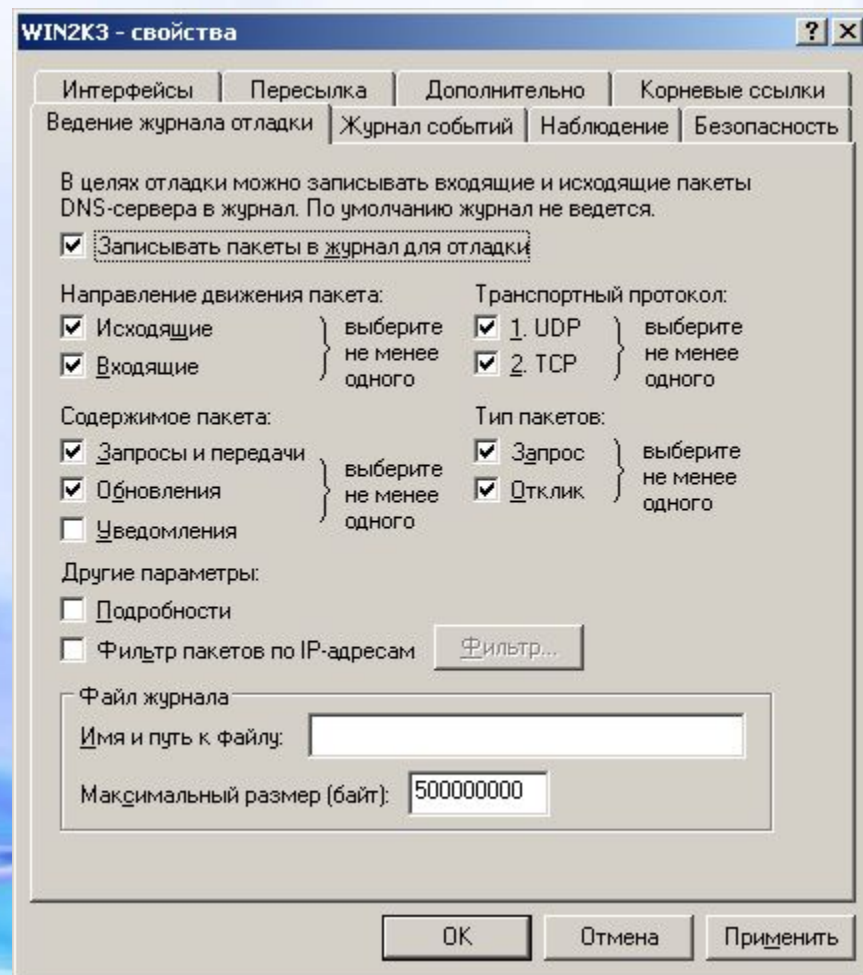 WIN2K3 - свойства
Интерфейсы Пересылка Дополнительно Корневые ссылки
Ведение журнала отладки Журнал событий Наблюдение Безопасность
В целях отладки можно записывать входящие и исходящие пакеты
DNS-сервера в журнал. По умолчанию журнал не ведется.
Записывать пакеты в журнал для отладки
Направление движения пакета:
Исходящие
Входящие
выберите
не менее
одного
Транспортный протокол:
1. UDP
2. TCP
выберите
не менее
одного
Содержимое пакета:
Запросы и передачи
Обновления
Уведомления
выберите
не менее
одного
Тип пакетов:
Запрос
Отклик
выберите
не менее
одного
Другие параметры:
Подробности
Фильтр пакетов по IP-адресам Фильтр...
Файл журнала
Имя и путь к файлу:
Максимальный размер (байт): 500000000
ОК Отмена Применить